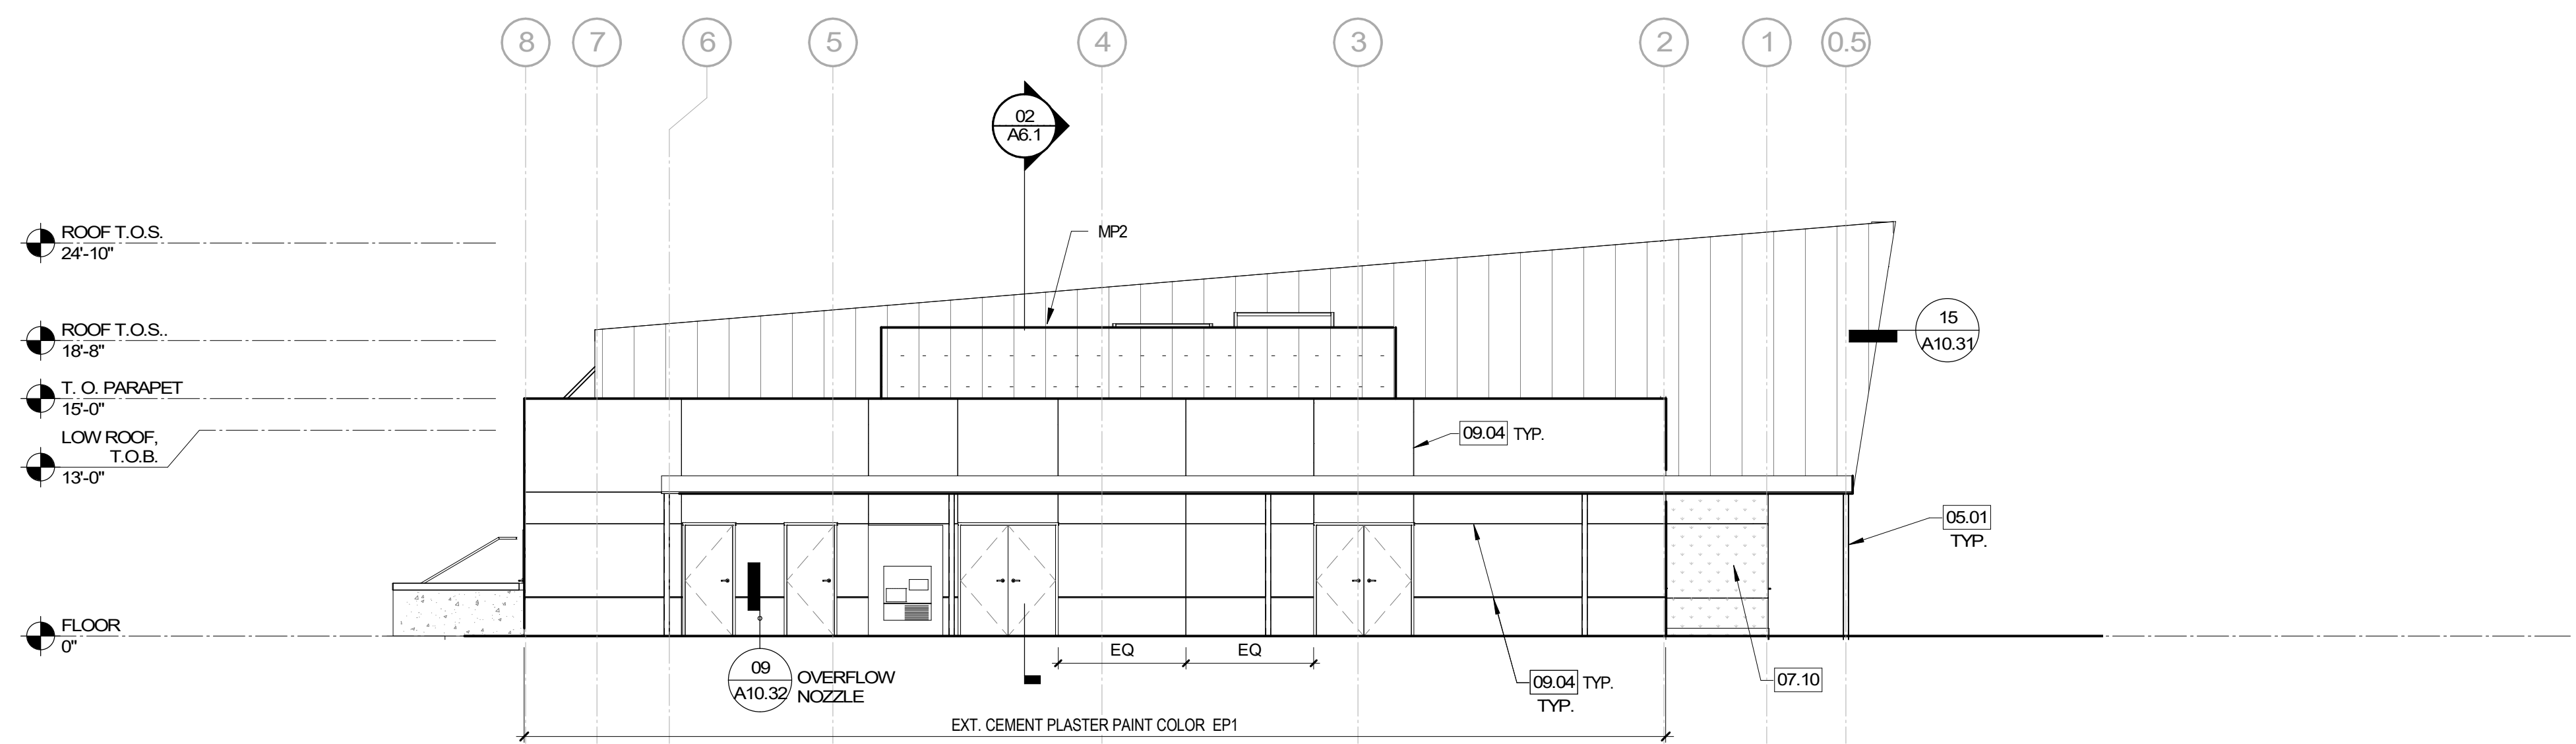 8
7
6
5
4
3
2
1
0.5
02
A6.1
MP2
ROOF T.O.S.
24'-10"
ROOF T.O.S..
18'-8"
T. O. PARAPET
15'-0"
LOW ROOF,
T.O.B.
13'-0"
FLOOR
0"
15
A10.31
09.04 TYP.
05.01
TYP.
EQ
EQ
09
A10.32
OVERFLOW
NOZZLE
09.04 TYP.
TYP.
07.10
EXT. CEMENT PLASTER PAINT COLOR EP1